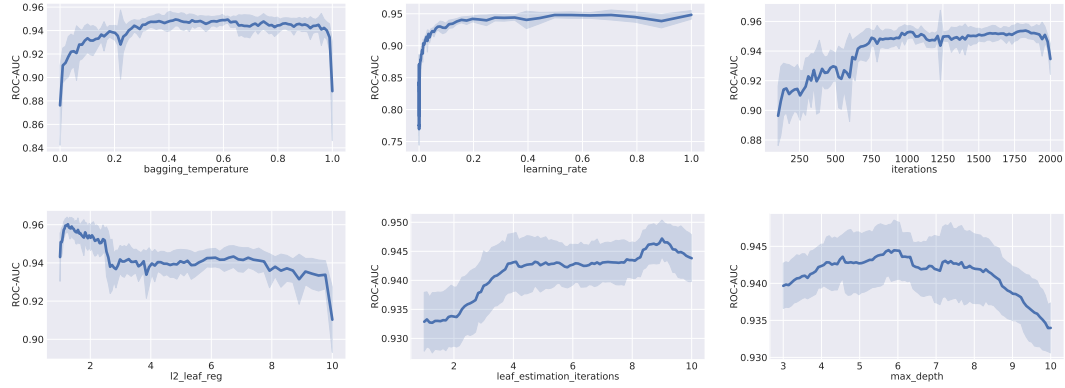 0.96
0.94
0.92
0.90
0.88
0.86
0.84
ROC-AUC
0.0 0.2 0.4 0.6 0.8 1.0
bagging_temperature
0.95
0.90
0.85
0.80
0.75
ROC-AUC
0.0 0.2 0.4 0.6 0.8 1.0
learning_rate
0.96
0.94
0.92
0.90
0.88
ROC-AUC
250 500 750 1000 1250 1500 1750 2000
iterations
0.96
0.94
0.92
0.90
ROC-AUC
2 4 6 8 10
l2_leaf_reg
0.950
0.945
0.940
0.935
0.930
ROC-AUC
2 4 6 8 10
leaf_estimation_iterations
0.945
0.940
0.935
0.930
ROC-AUC
3 4 5 6 7 8 9 10
max_depth